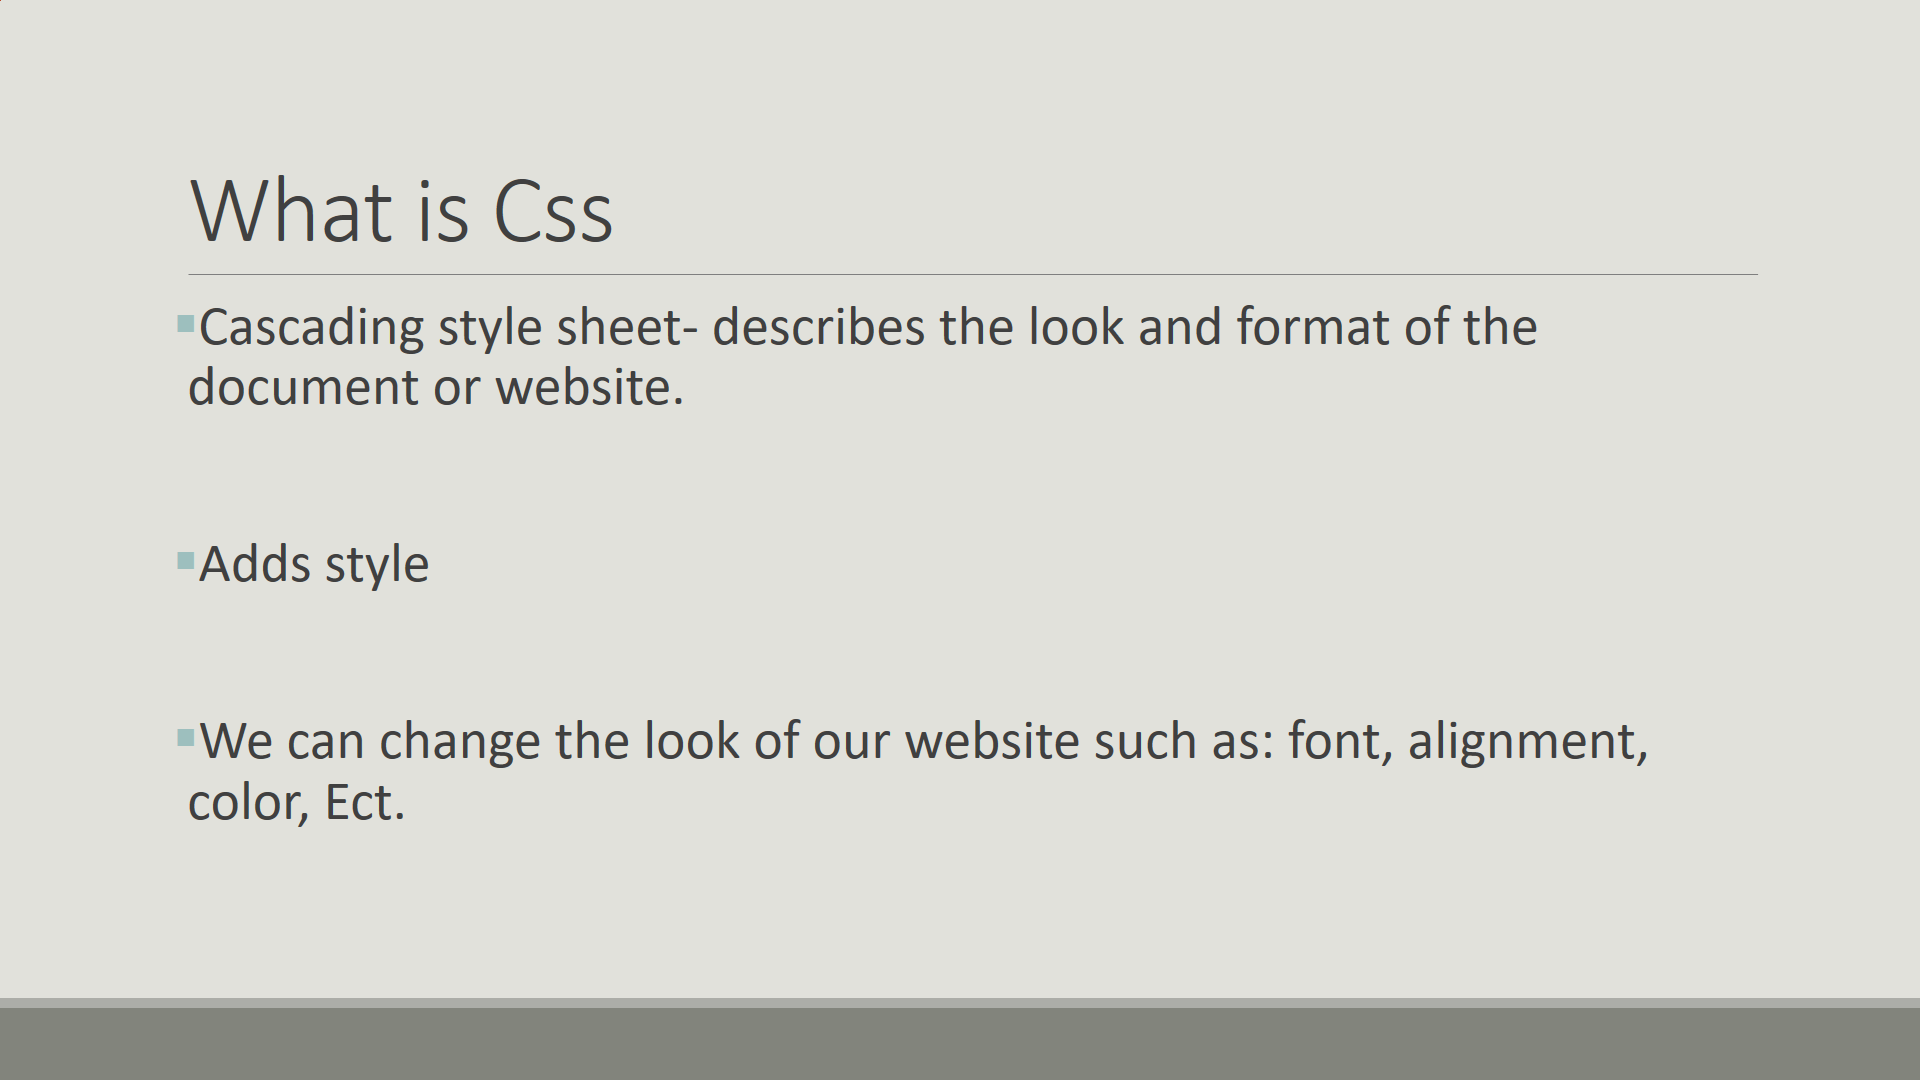 What is Css
▪Cascading style sheet- describes the look and format of the
document or website.
▪Adds style
▪We can change the look of our website such as: font, alignment,
color, Ect.